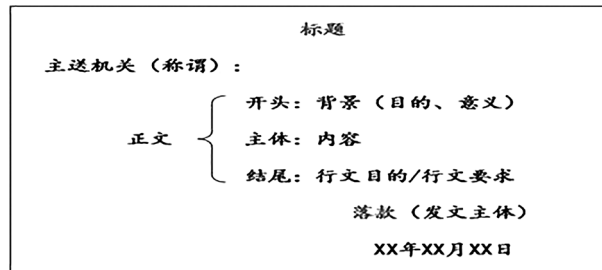 标题
主送机关（称谓）：
开头：背景（目的、意义）
正文
主体：内容
结尾：行文目的/行文要求
落款（发文主体）
XX年XX月XX日